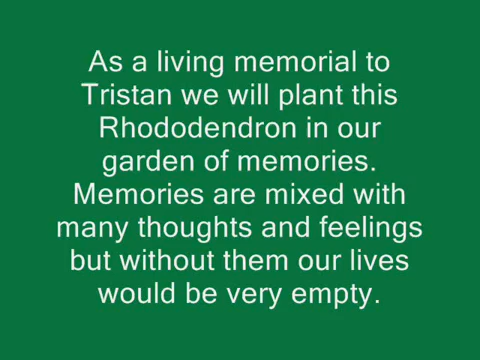 As a living memorial to
Tristan we will plant this
Rhododendron in our
garden of memories.
Memories are mixed with
many thoughts and feelings
but without them our lives
would be very empty.